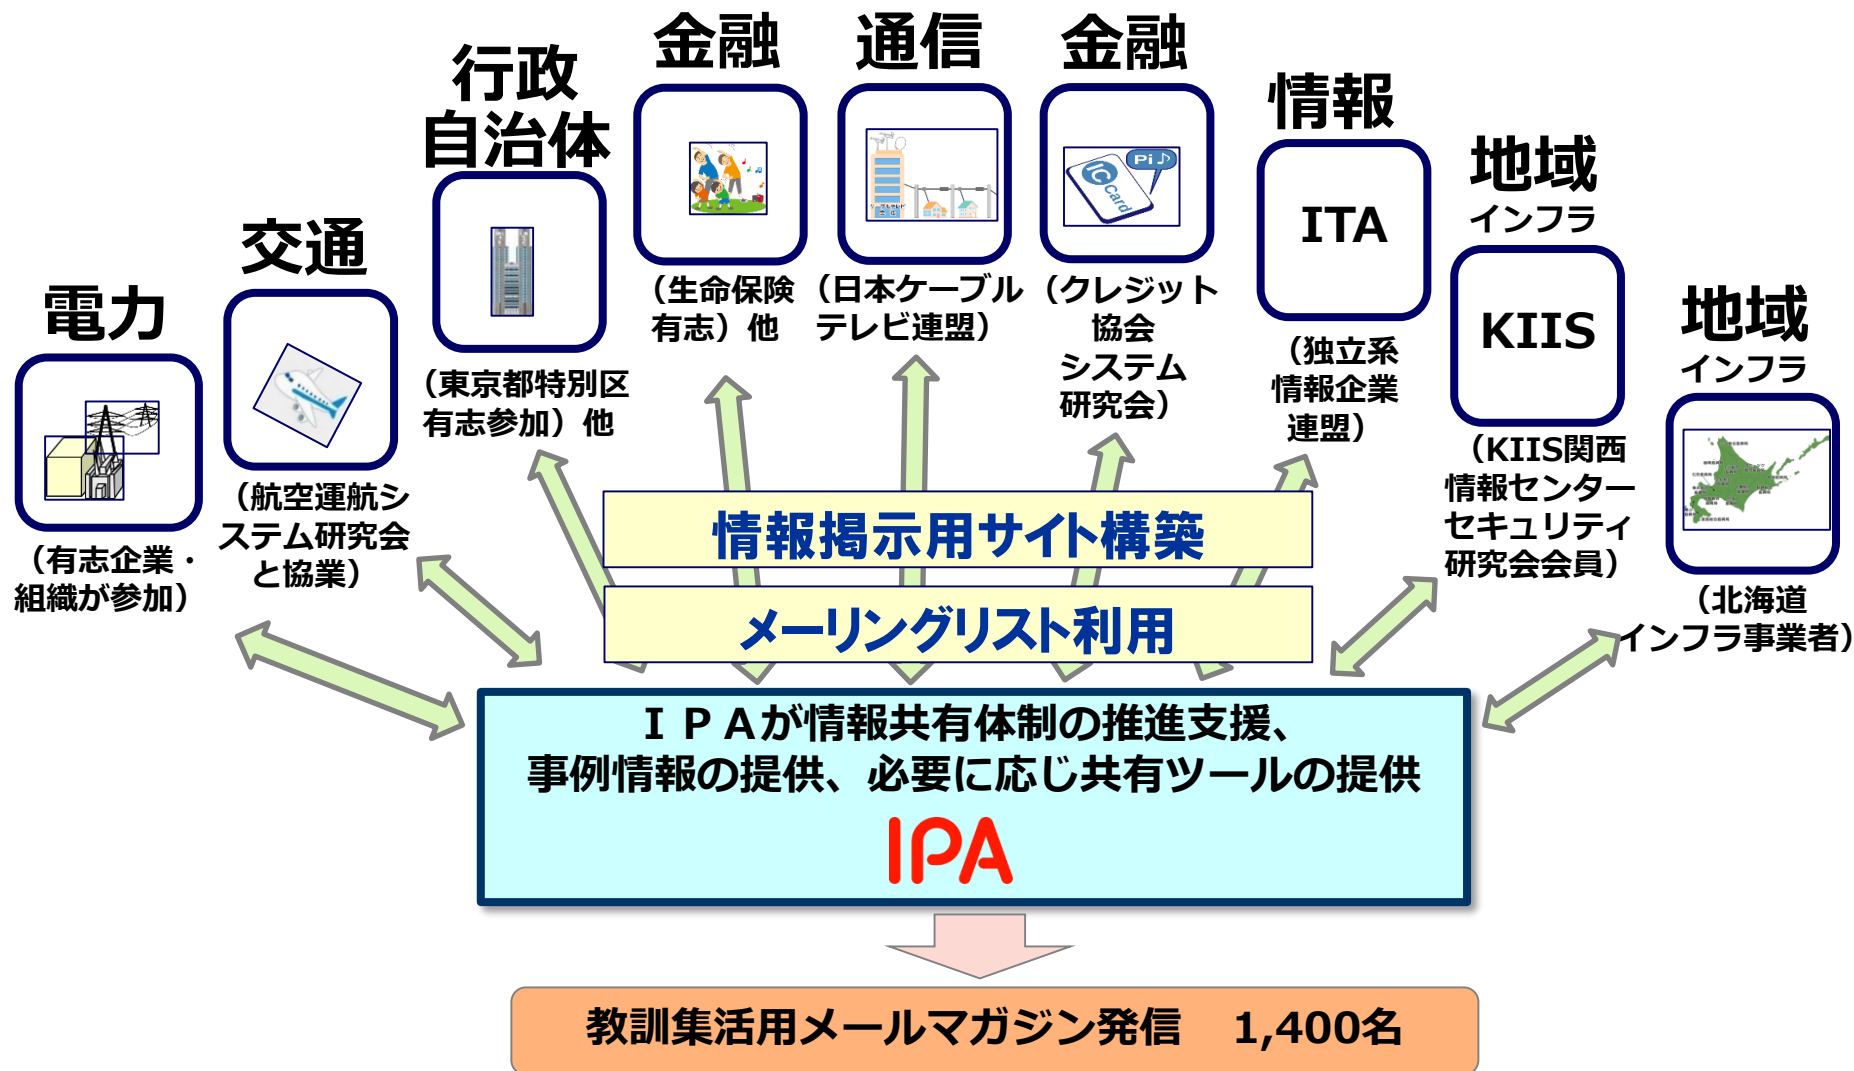 電力
（有志企業・
組織が参加）
交通
（航空運航シ
ステム研究会
と協業）
行政
自治体
（東京都特別区
有志参加）他
金融
（生命保険
有志）他
通信
（日本ケーブル
テレビ連盟）
金融
Pi♪
IC
Card
（クレジット
協会
システム
研究会）
情報
ITA
（独立系
情報企業
連盟）
地域
インフラ
KIIS
（KIIS関西
情報センター
セキュリティ
研究会会員）
地域
インフラ
（北海道
インフラ事業者）
情報掲示用サイト構築
メーリングリスト利用
ＩＰＡが情報共有体制の推進支援、
事例情報の提供、必要に応じ共有ツールの提供
IPA
教訓集活用メールマガジン発信　1,400名